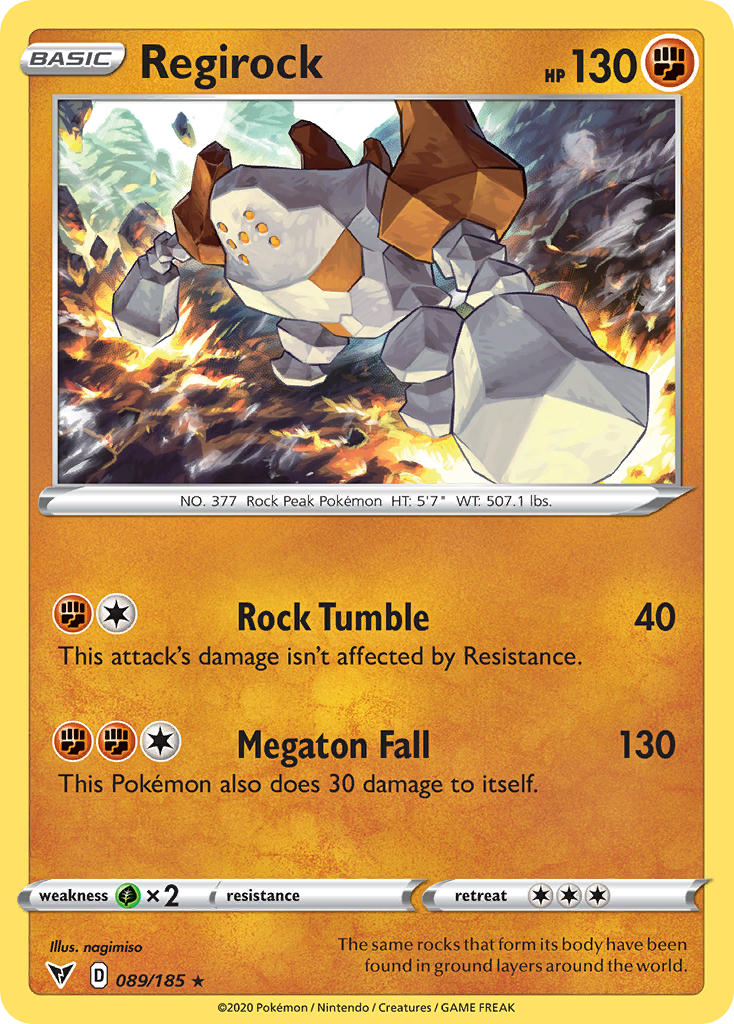 BASIC Regirock HP 130
NO. 377 Rock Peak Pokémon HT: 5'7" WT: 507.1 lbs.
Rock Tumble 40
This attack's damage isn't affected by Resistance.
Megaton Fall 130
This Pokémon also does 30 damage to itself.
weakness ×2 resistance retreat
Illus. nagimiso
The same rocks that form its body have been
found in ground layers around the world.
D 089/185 ★
©2020 Pokémon / Nintendo / Creatures / GAME FREAK